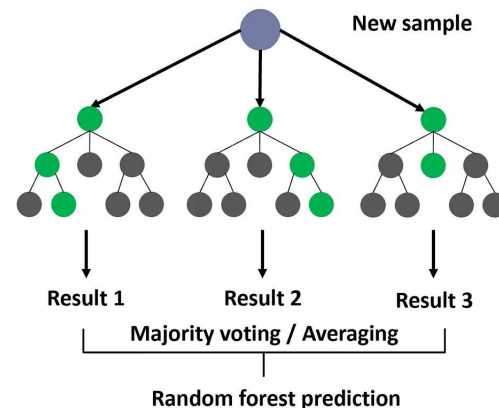 New sample
Result 1
Result 2
Result 3
Majority voting / Averaging
Random forest prediction